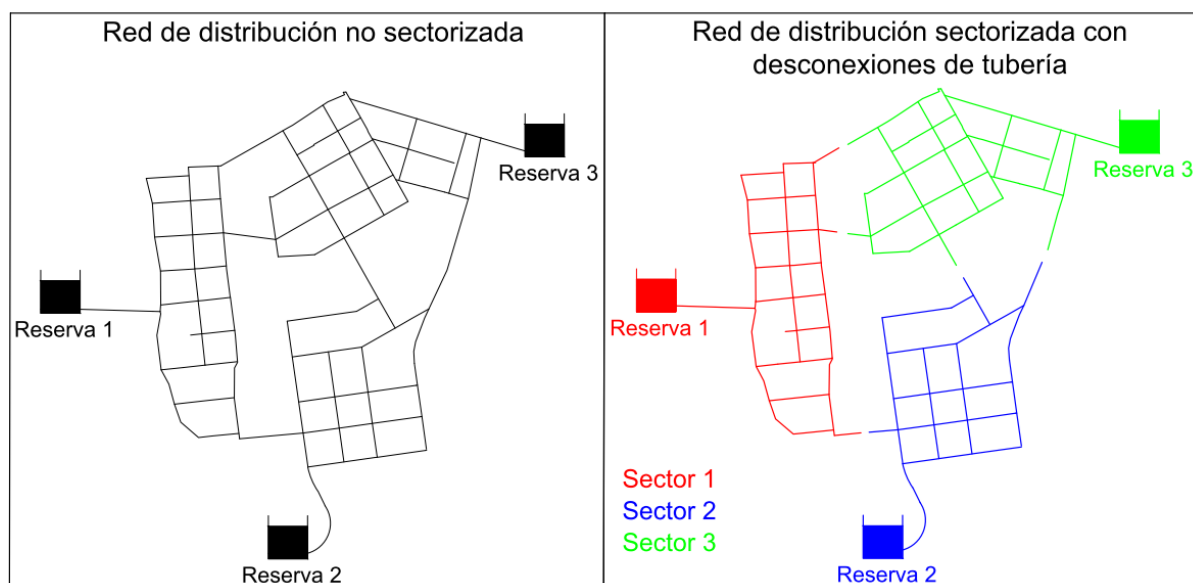 Red de distribución no sectorizada
Reserva 3
Reserva 1
Reserva 2
Red de distribución sectorizada con
desconexiones de tubería
Reserva 3
Reserva 1
Sector 1
Sector 2
Sector 3
Reserva 2